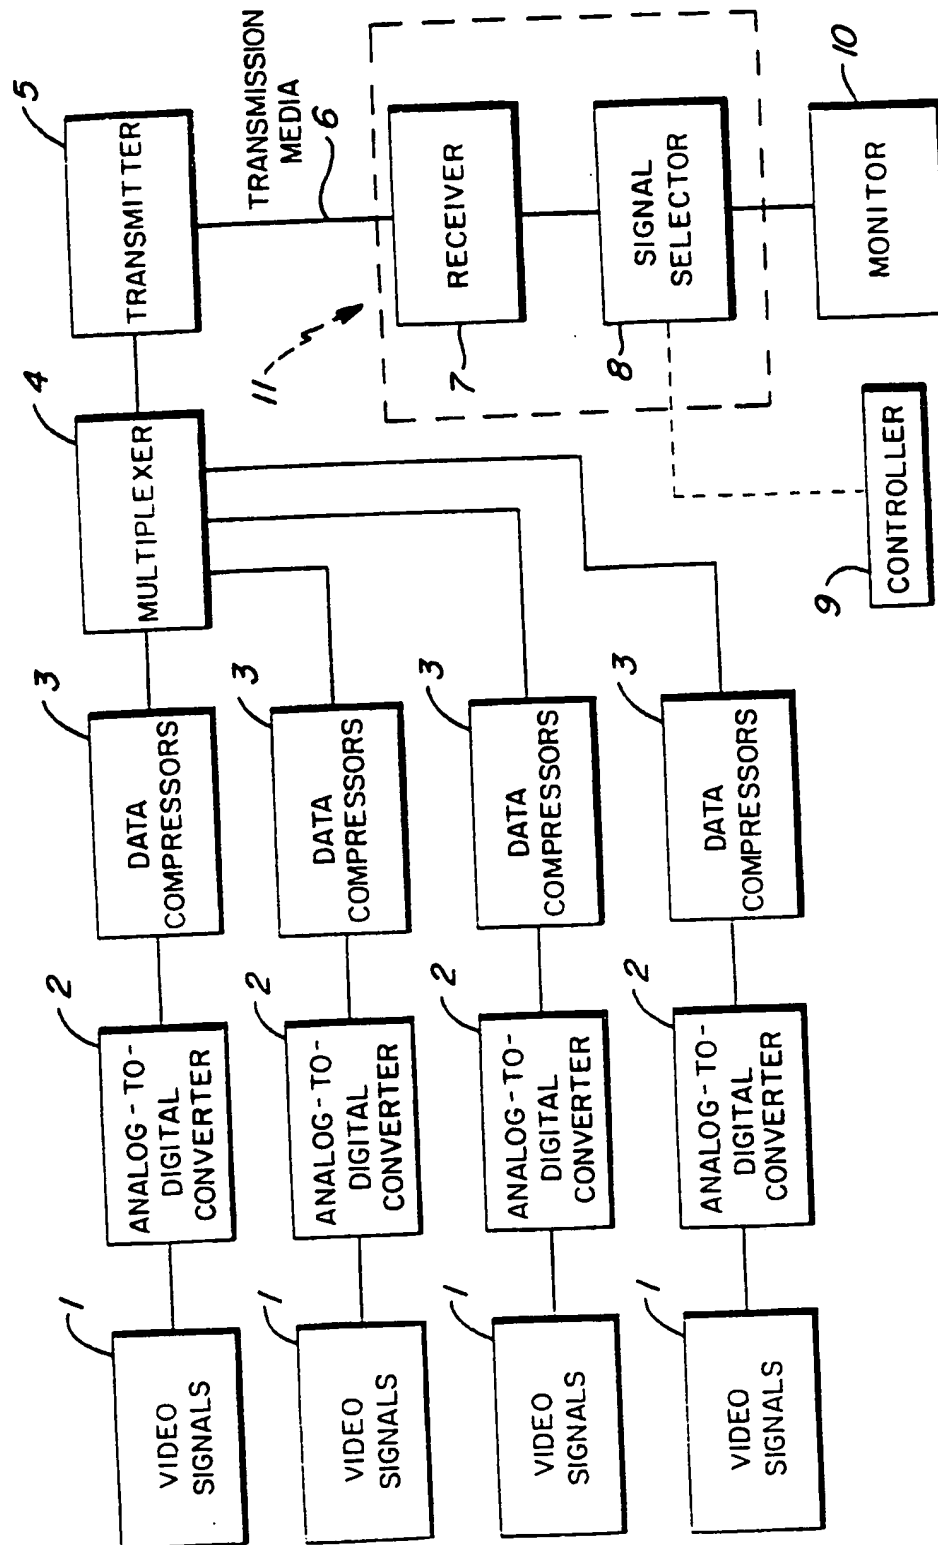 1
VIDEO
SIGNALS
2
ANALOG-TO-
DIGITAL
CONVERTER
3
DATA
COMPRESSORS
4
MULTIPLEXER
5
TRANSMITTER
1
VIDEO
SIGNALS
2
ANALOG-TO-
DIGITAL
CONVERTER
3
DATA
COMPRESSORS
TRANSMISSION
MEDIA
6
1
VIDEO
SIGNALS
2
ANALOG-TO-
DIGITAL
CONVERTER
3
DATA
COMPRESSORS
11
7
RECEIVER
1
VIDEO
SIGNALS
2
ANALOG-TO-
DIGITAL
CONVERTER
3
DATA
COMPRESSORS
8
SIGNAL
SELECTOR
9
CONTROLLER
10
MONITOR